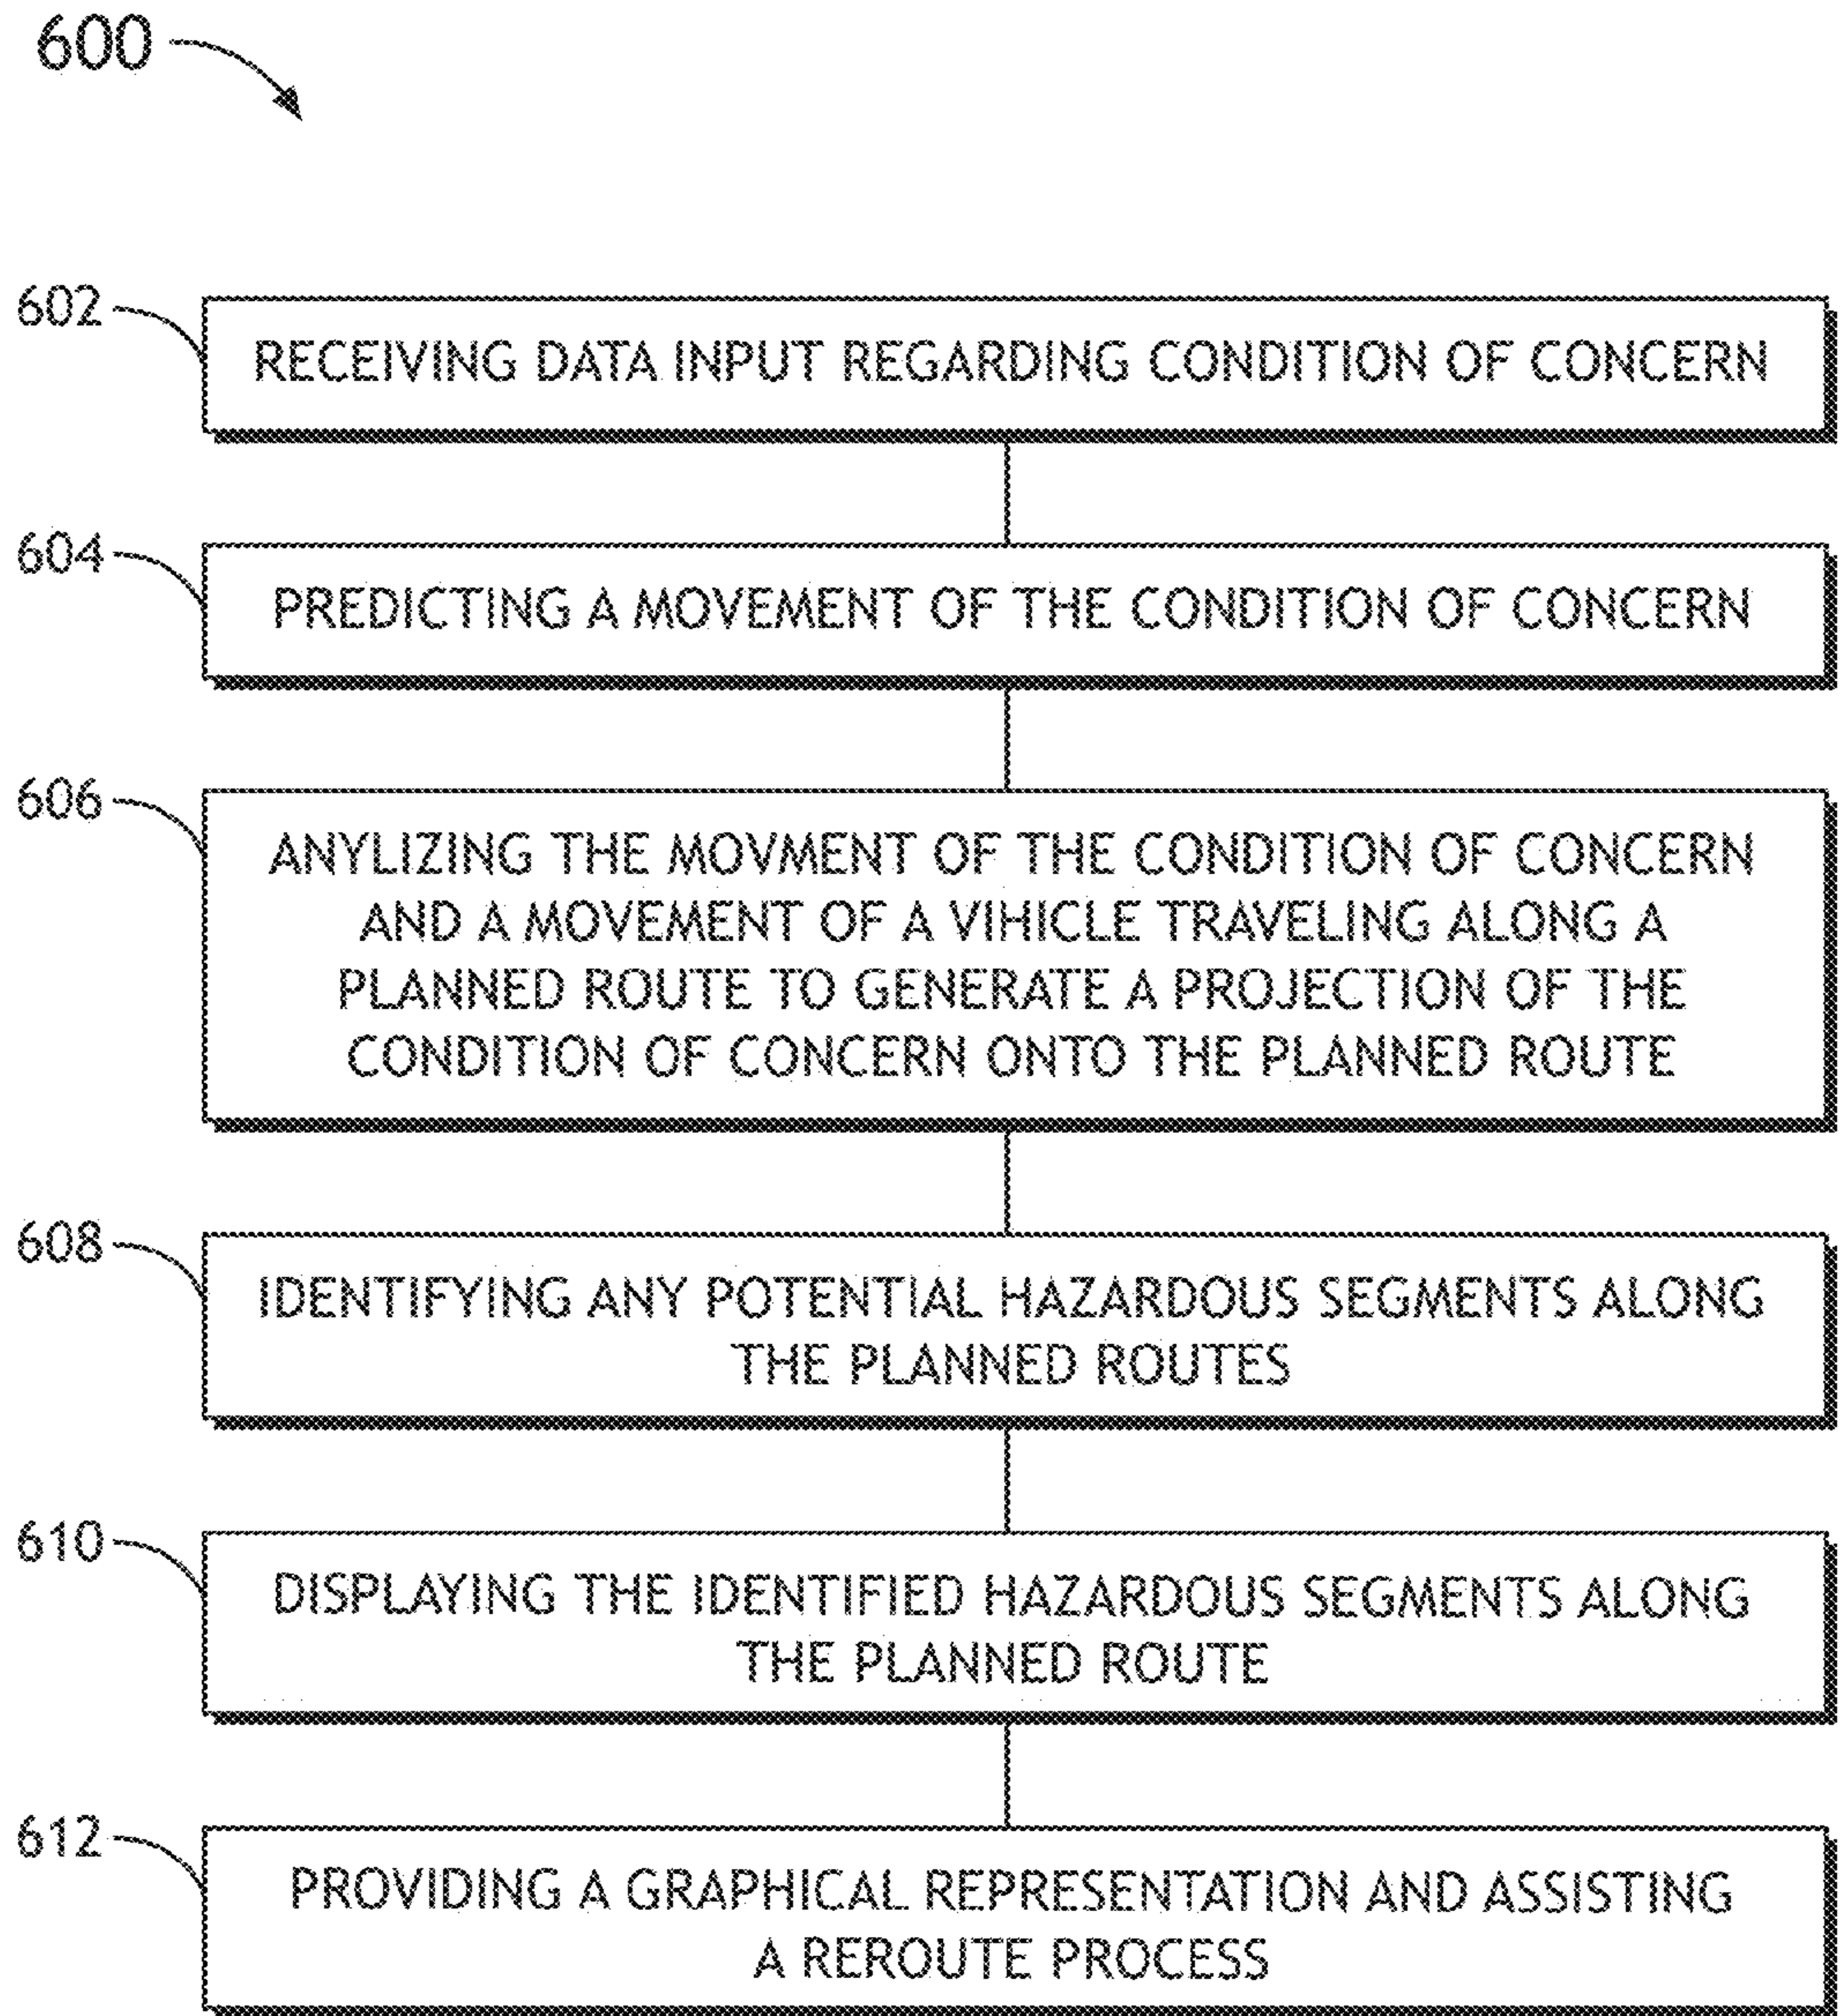 600
602
RECEIVING DATA INPUT REGARDING CONDITION OF CONCERN
604
PREDICTING A MOVEMENT OF THE CONDITION OF CONCERN
606
ANYLIZING THE MOVMENT OF THE CONDITION OF CONCERN
AND A MOVEMENT OF A VIHICLE TRAVELING ALONG A
PLANNED ROUTE TO GENERATE A PROJECTION OF THE
CONDITION OF CONCERN ONTO THE PLANNED ROUTE
608
IDENTIFYING ANY POTENTIAL HAZARDOUS SEGMENTS ALONG
THE PLANNED ROUTES
610
DISPLAYING THE IDENTIFIED HAZARDOUS SEGMENTS ALONG
THE PLANNED ROUTE
612
PROVIDING A GRAPHICAL REPRESENTATION AND ASSISTING
A REROUTE PROCESS